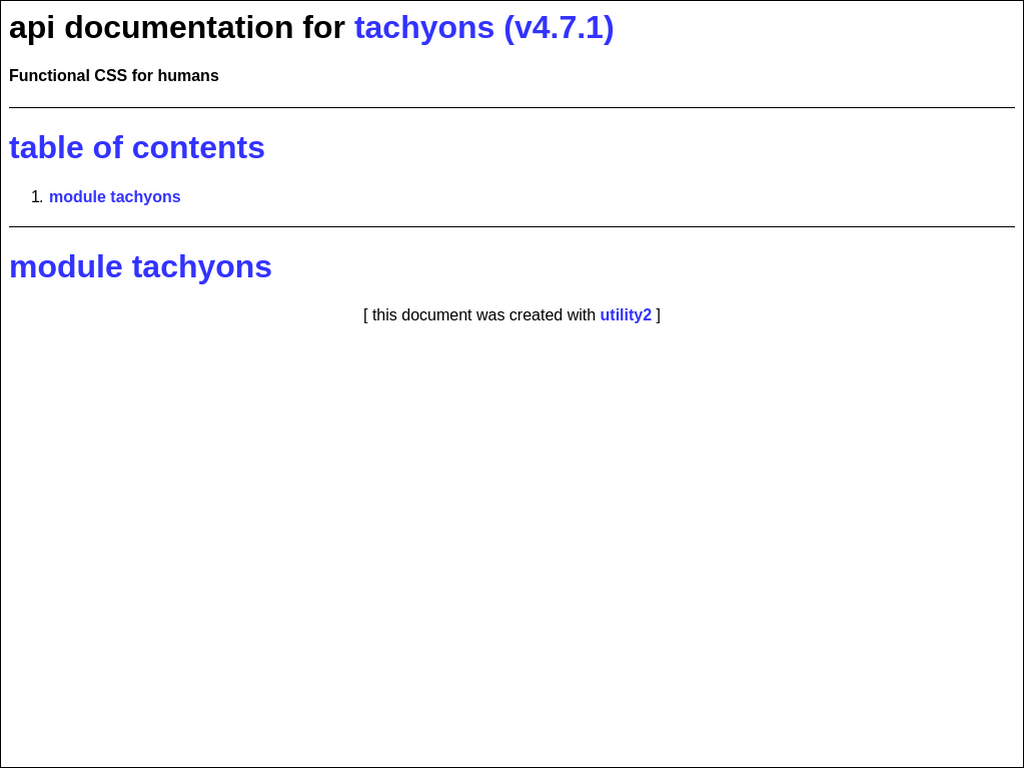 api documentation for tachyons (v4.7.1)
Functional CSS for humans
table of contents
1. module tachyons
module tachyons
[ this document was created with utility2 ]